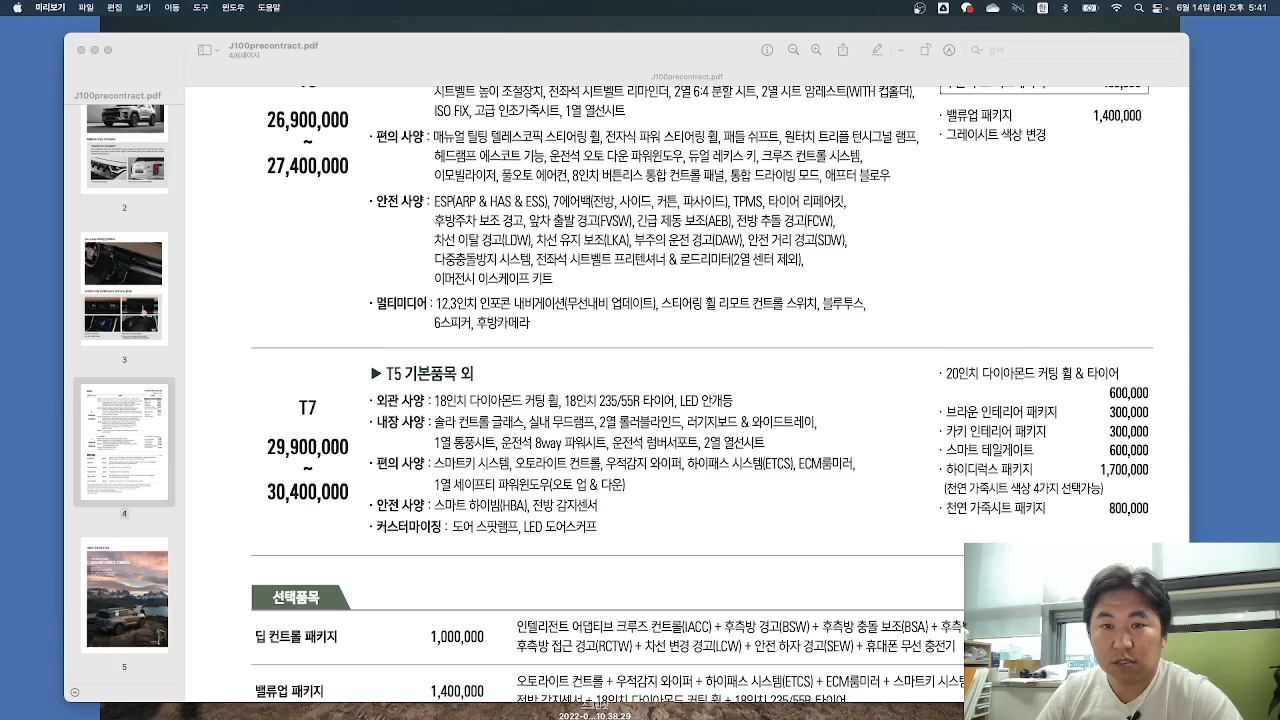 미리보기 파일 편집 보기 이동 도구 윈도우 도움말
J100precontract.pdf
4/6페이지
검색
J100precontract.pdf
J100precontract.pdf
2
3
4
5
시트벨트 높이 조절장치, 전좌석 시트벨트 리마인더, 2열 6:4 분할 시트, 2열 시트 암레스트(WITH 컵홀더),
ISO FIX, 고급 인조가죽시트, 1열 열선시트
26,900,000
~
27,400,000
· 편의 사양 : 매뉴얼 틸팅 텔레스코픽 스티어링 휠, 전자식 파워 스티어링 휠, 패들 쉬프트, 원터치 트리플 턴시그널 램프,
헤드램프 에스코트 기능, 운전석 오토 다운 파워윈도우, 듀얼 레키스 키, 크루즈 컨트롤 시스템,
이모빌라이저, 풀오토 에어컨, 8인치 버튼리스 통합 컨트롤 패널, 통합 드라이빙 모드, 애프터 블로우
· 안전 사양 : ESP(ARP & HAS & ESS), 7에어백(전방, 사이드, 커튼, 파사이드), TPMS, 타이어 리페어킷,
후방주차 보조 경고, 앞차 출발 경고(FVSW), 긴급 제동 보조(AEB), 전방 추돌 경고(FCW),
차선 이탈 경고(LDW), 차선 유지 보조(LKA), 부주의 운전 경고(DAW), 안전 거리 경고(SDW),
다중충돌방지 시스템, 전좌석 시트벨트 프리텐셔너 & 로드리미터(2열 센터 제외),
이머전시 이스케이프 키트
· 멀티미디어 : 12.3인치 인포콘 내비게이션(무선내비 업데이트), 스티어링 휠 리모트 컨트롤 스위치, 블루투스,
6스피커, 후방카메라
· 밸류업 패키지 1,400,000
· 그레이시트 색상 변경
T7
29,900,000
~
30,400,000
▶ T5 기본품목 외
· 외관 사양 : 18인치 다이아몬드 커팅 휠, 18인치 235/55R 타이어, LED 안개등
· 내장 사양 : 솔라 컨트롤 글래스, 무드램프, 2열 롤러블라인드, 러기지보드 & 와이드트레이,
1열 통풍시트, 운전석 8way 파워시트, 운전석 럼버서포트, 2열 열선시트
· 편의 사양 : 스마트키 시스템, 오토라이트 컨트롤, 우적감지 와이퍼, 하이패스 시스템(ETCS), ECM룸미러,
1열 세이프티 파워윈도우(오토 업 & 다운)
· 안전 사양 : 스마트 하이빔(HBA), 전방 감지센서
· 커스터마이징 : 도어 스팟램프, LED 도어스커프
· 20인치 다이아몬드 커팅 휠 & 타이어
600,000
· 브라운 인테리어 패키지 300,000
· 카키 인테리어 패키지 300,000
· 스마트 테일게이트 600,000
· 하이디럭스 패키지 1,700,000
(천연 가죽시트 색상 4가지 선택가능)
· 천연 가죽시트 패키지 800,000
선택품목
딥 컨트롤 패키지 1,000,000 인텔리전트 어댑티브 크루즈 컨트롤(IACC) + 후측방 경고(BSW) + 후측방 충돌 보조(BSA) + 후측
후측방 접근 경고(RCTW) + 차선 변경 경고(LCW) + 안전 하차 경고(SEW) + 휴대폰 무선 충전기
밸류업 패키지 1,400,000 오토라이트 컨트롤 + 우적감지 와이퍼 + 하이패스 시스템(ETCS) + ECM룸미러 + 스마트키 시스템
전방 감지센서 + 18인치 다이아몬드 커팅 휠 + 18인치 235/55R 타이어
2022-0...10.38.29